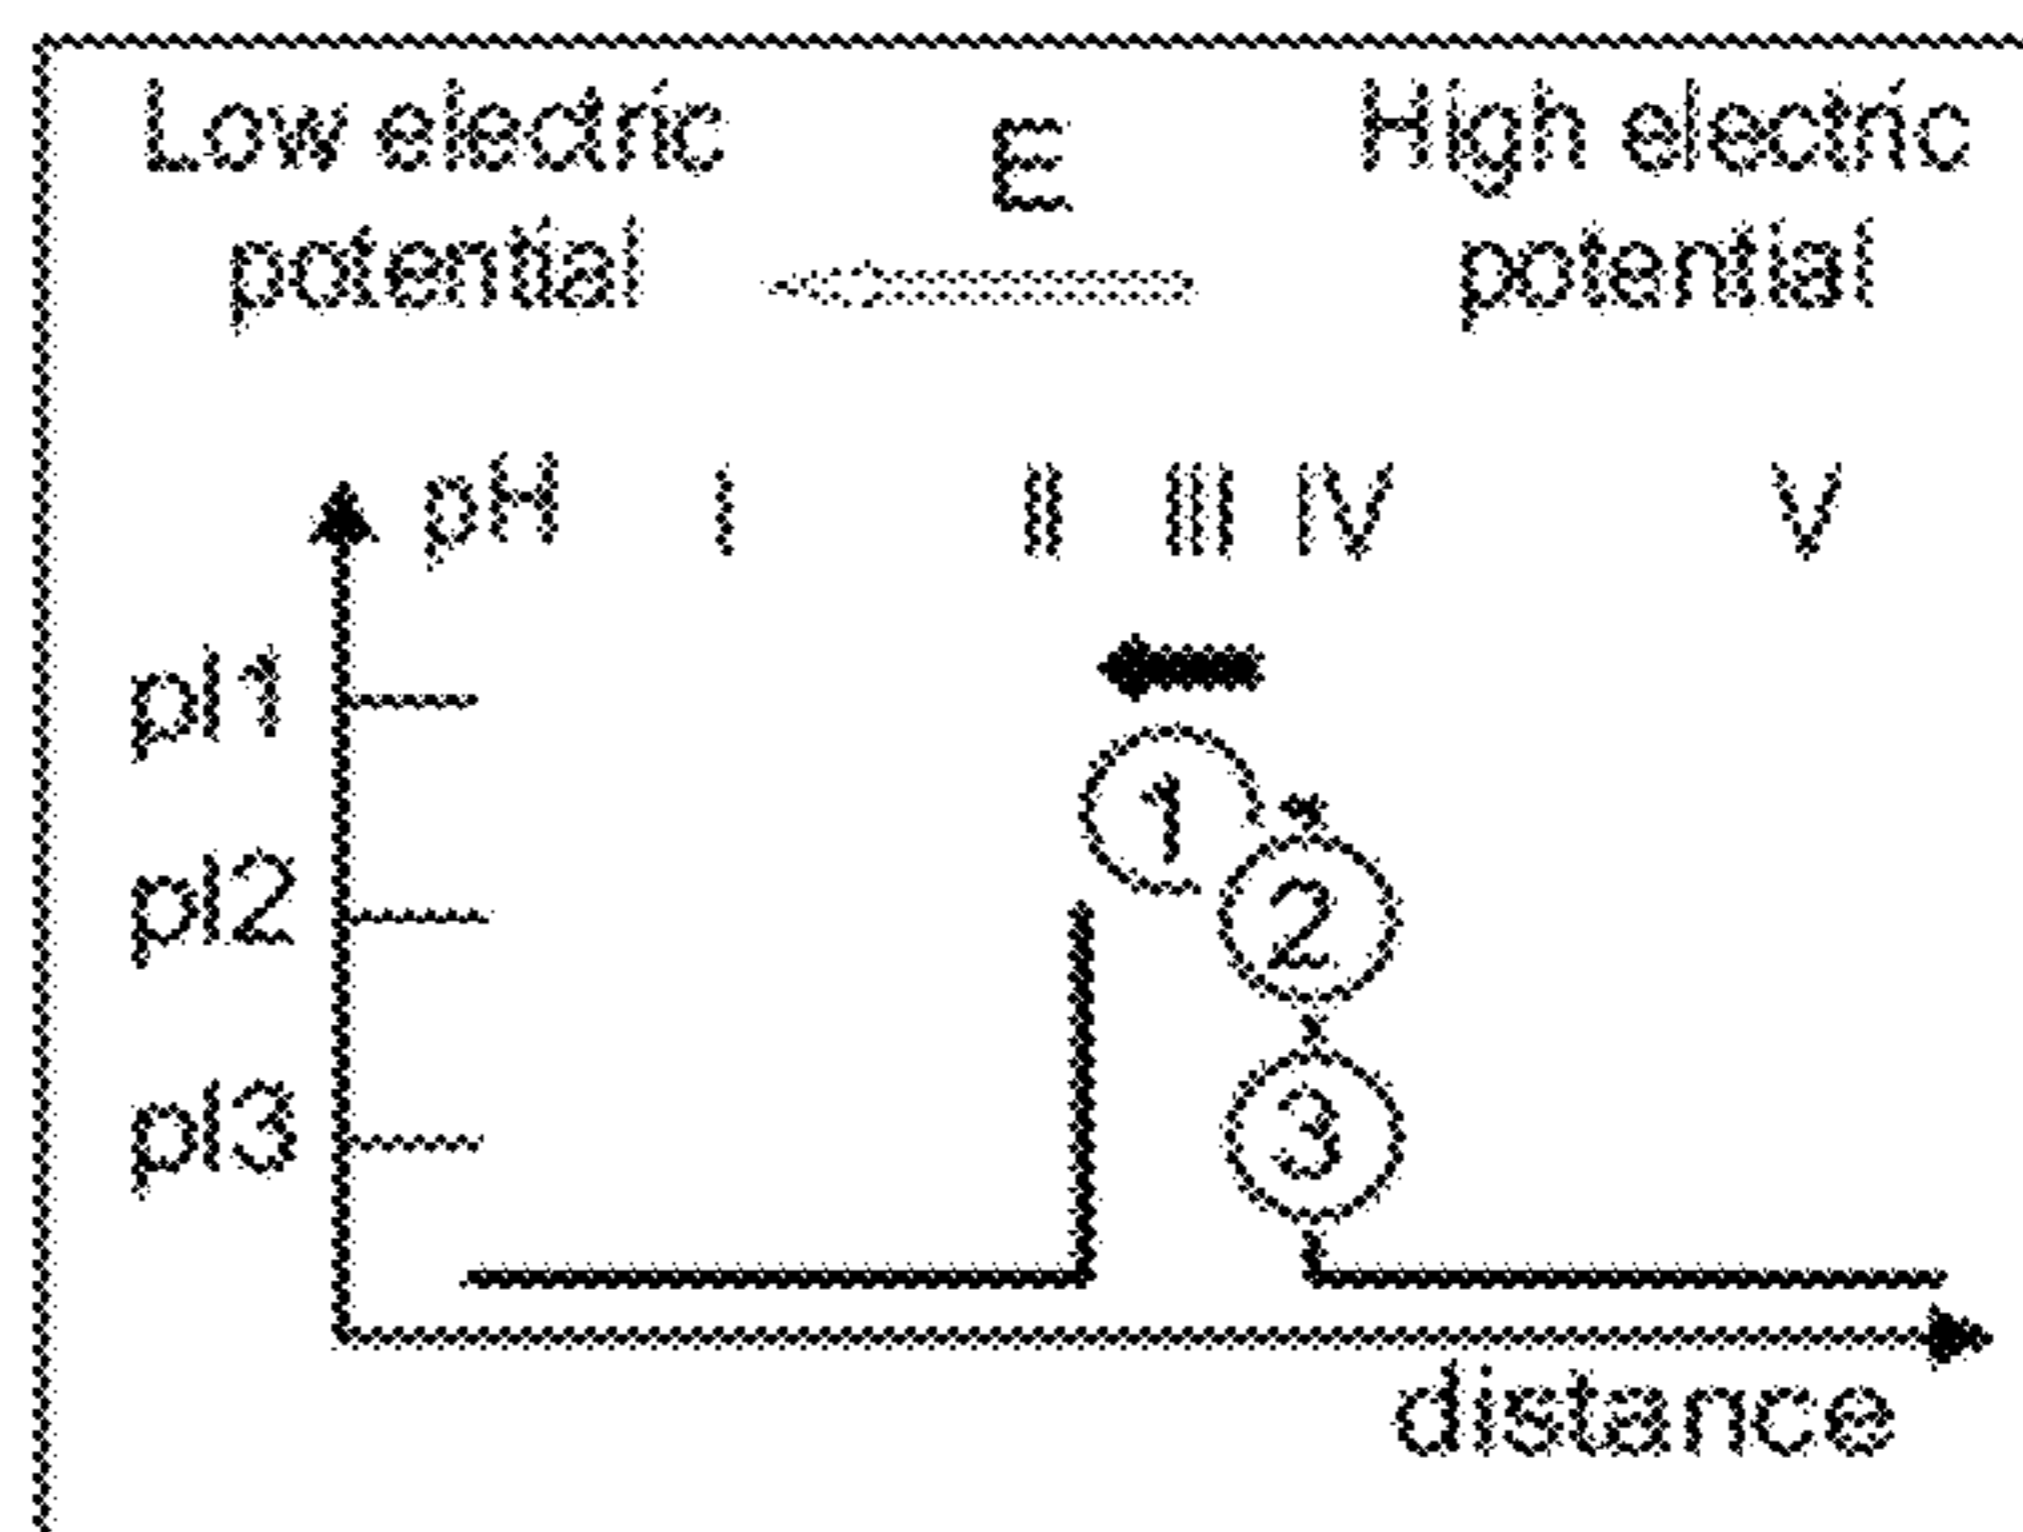 Low electric
potential
E
High electric
potential
pH I II III IV V
pI1
1
pI2
2
pI3
3
distance